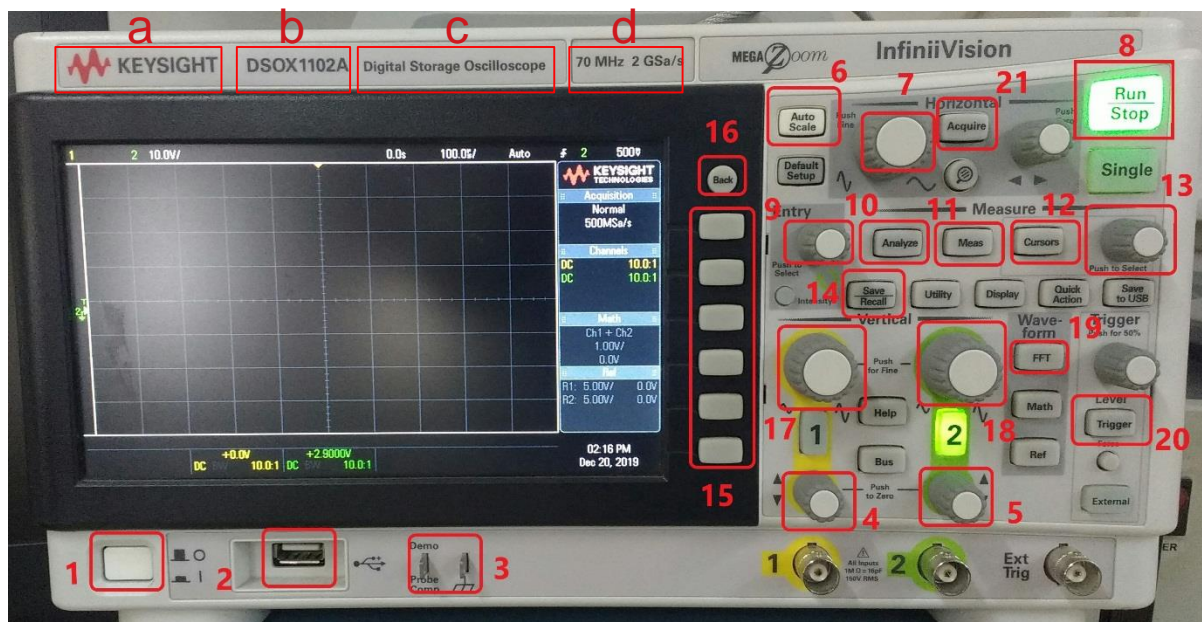 a b c d
KEYSIGHT DSOX1102A Digital Storage Oscilloscope 70 MHz 2 GSa/s MEGA Zoom InfiniiVision
8
Run
Stop
6
Auto
Scale
7
Horizontal
21
Acquire
Push
Fine
Push
Default
Setup
Single
13
16
Back
1 2 10.0V/ 0.0s 100.0s/ Auto 2 500V
KEYSIGHT
TECHNOLOGIES
Acquisition
Normal
500MSa/s
Channels
DC 10.0:1
DC 10.0:1
Math
Ch1 + Ch2
1.00V/
0.0V
Ref
R1: 5.00V/ 0.0V
R2: 5.00V/ 0.0V
02:16 PM
Dec 20, 2019
+0.0V +2.9000V
DC BW 10.0:1 DC BW 10.0:1
9 10 11 12
Entry
Measure
Analyze Meas Cursors
Push to
Select
Push to Select
Intensity
14
Save
Recall
Utility
Display
Quick
Action
Save
to USB
Vertical
Wave-
form
19
Trigger
Push for 50%
FFT
Push
for Fine
Help
Math
Level
Trigger
17
1
2
18
20
Bus
Ref
Force
15
Push
to Zero
4
5
External
1
O
I
2
Demo
Probe
Comp
3
1
All Inputs
1M Ω = 16pF
150V RMS
2
Ext
Trig
ER